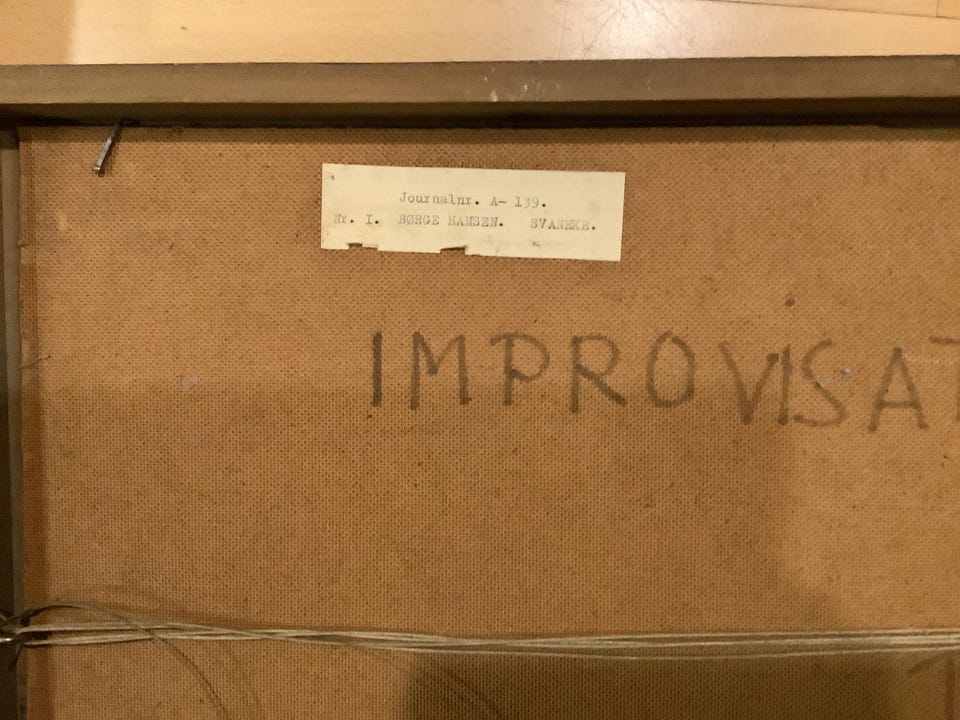 Journalnr. A- 139.
Nr. I. BØRGE HANSEN. SVANEKE.
IMPROVISAT